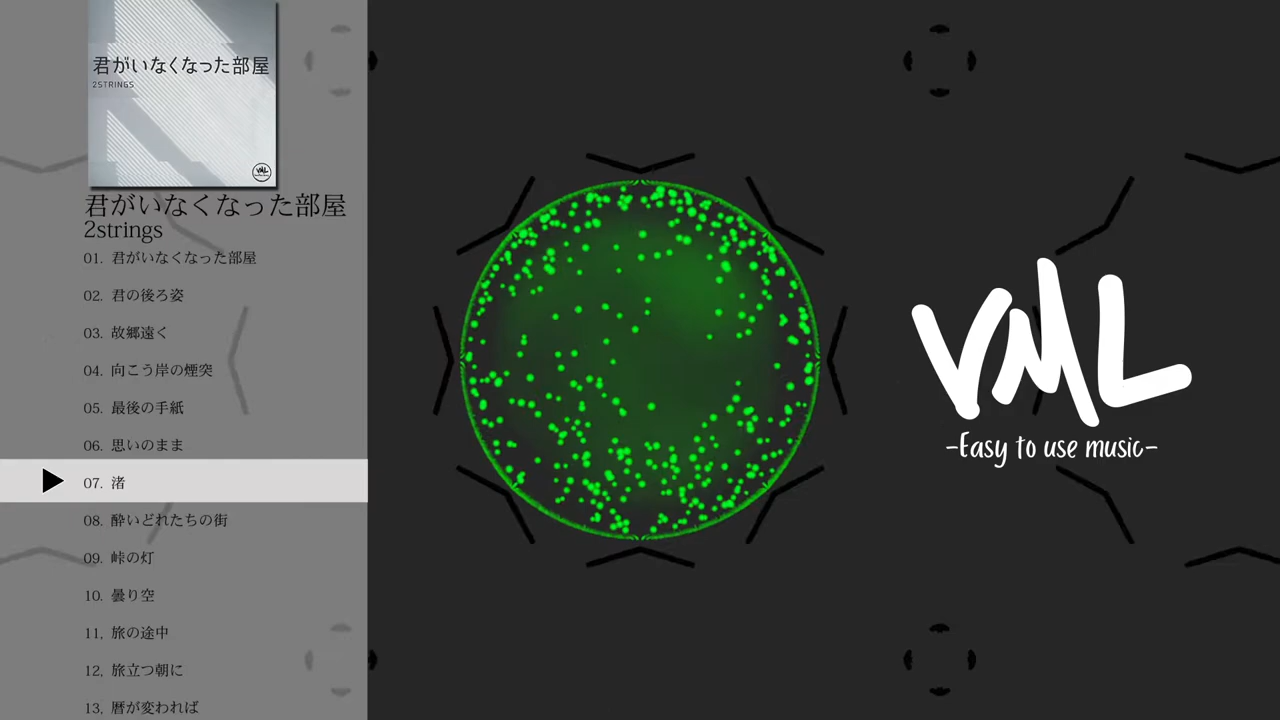 君がいなくなった部屋
2STRINGS
VML
君がいなくなった部屋
2strings
01. 君がいなくなった部屋
02. 君の後ろ姿
03. 故郷遠く
04. 向こう岸の煙突
05. 最後の手紙
06. 思いのまま
07. 渚
08. 酔いどれたちの街
09. 峠の灯
10. 曇り空
11, 旅の途中
12, 旅立つ朝に
13, 暦が変われば
VML
-Easy to use music-